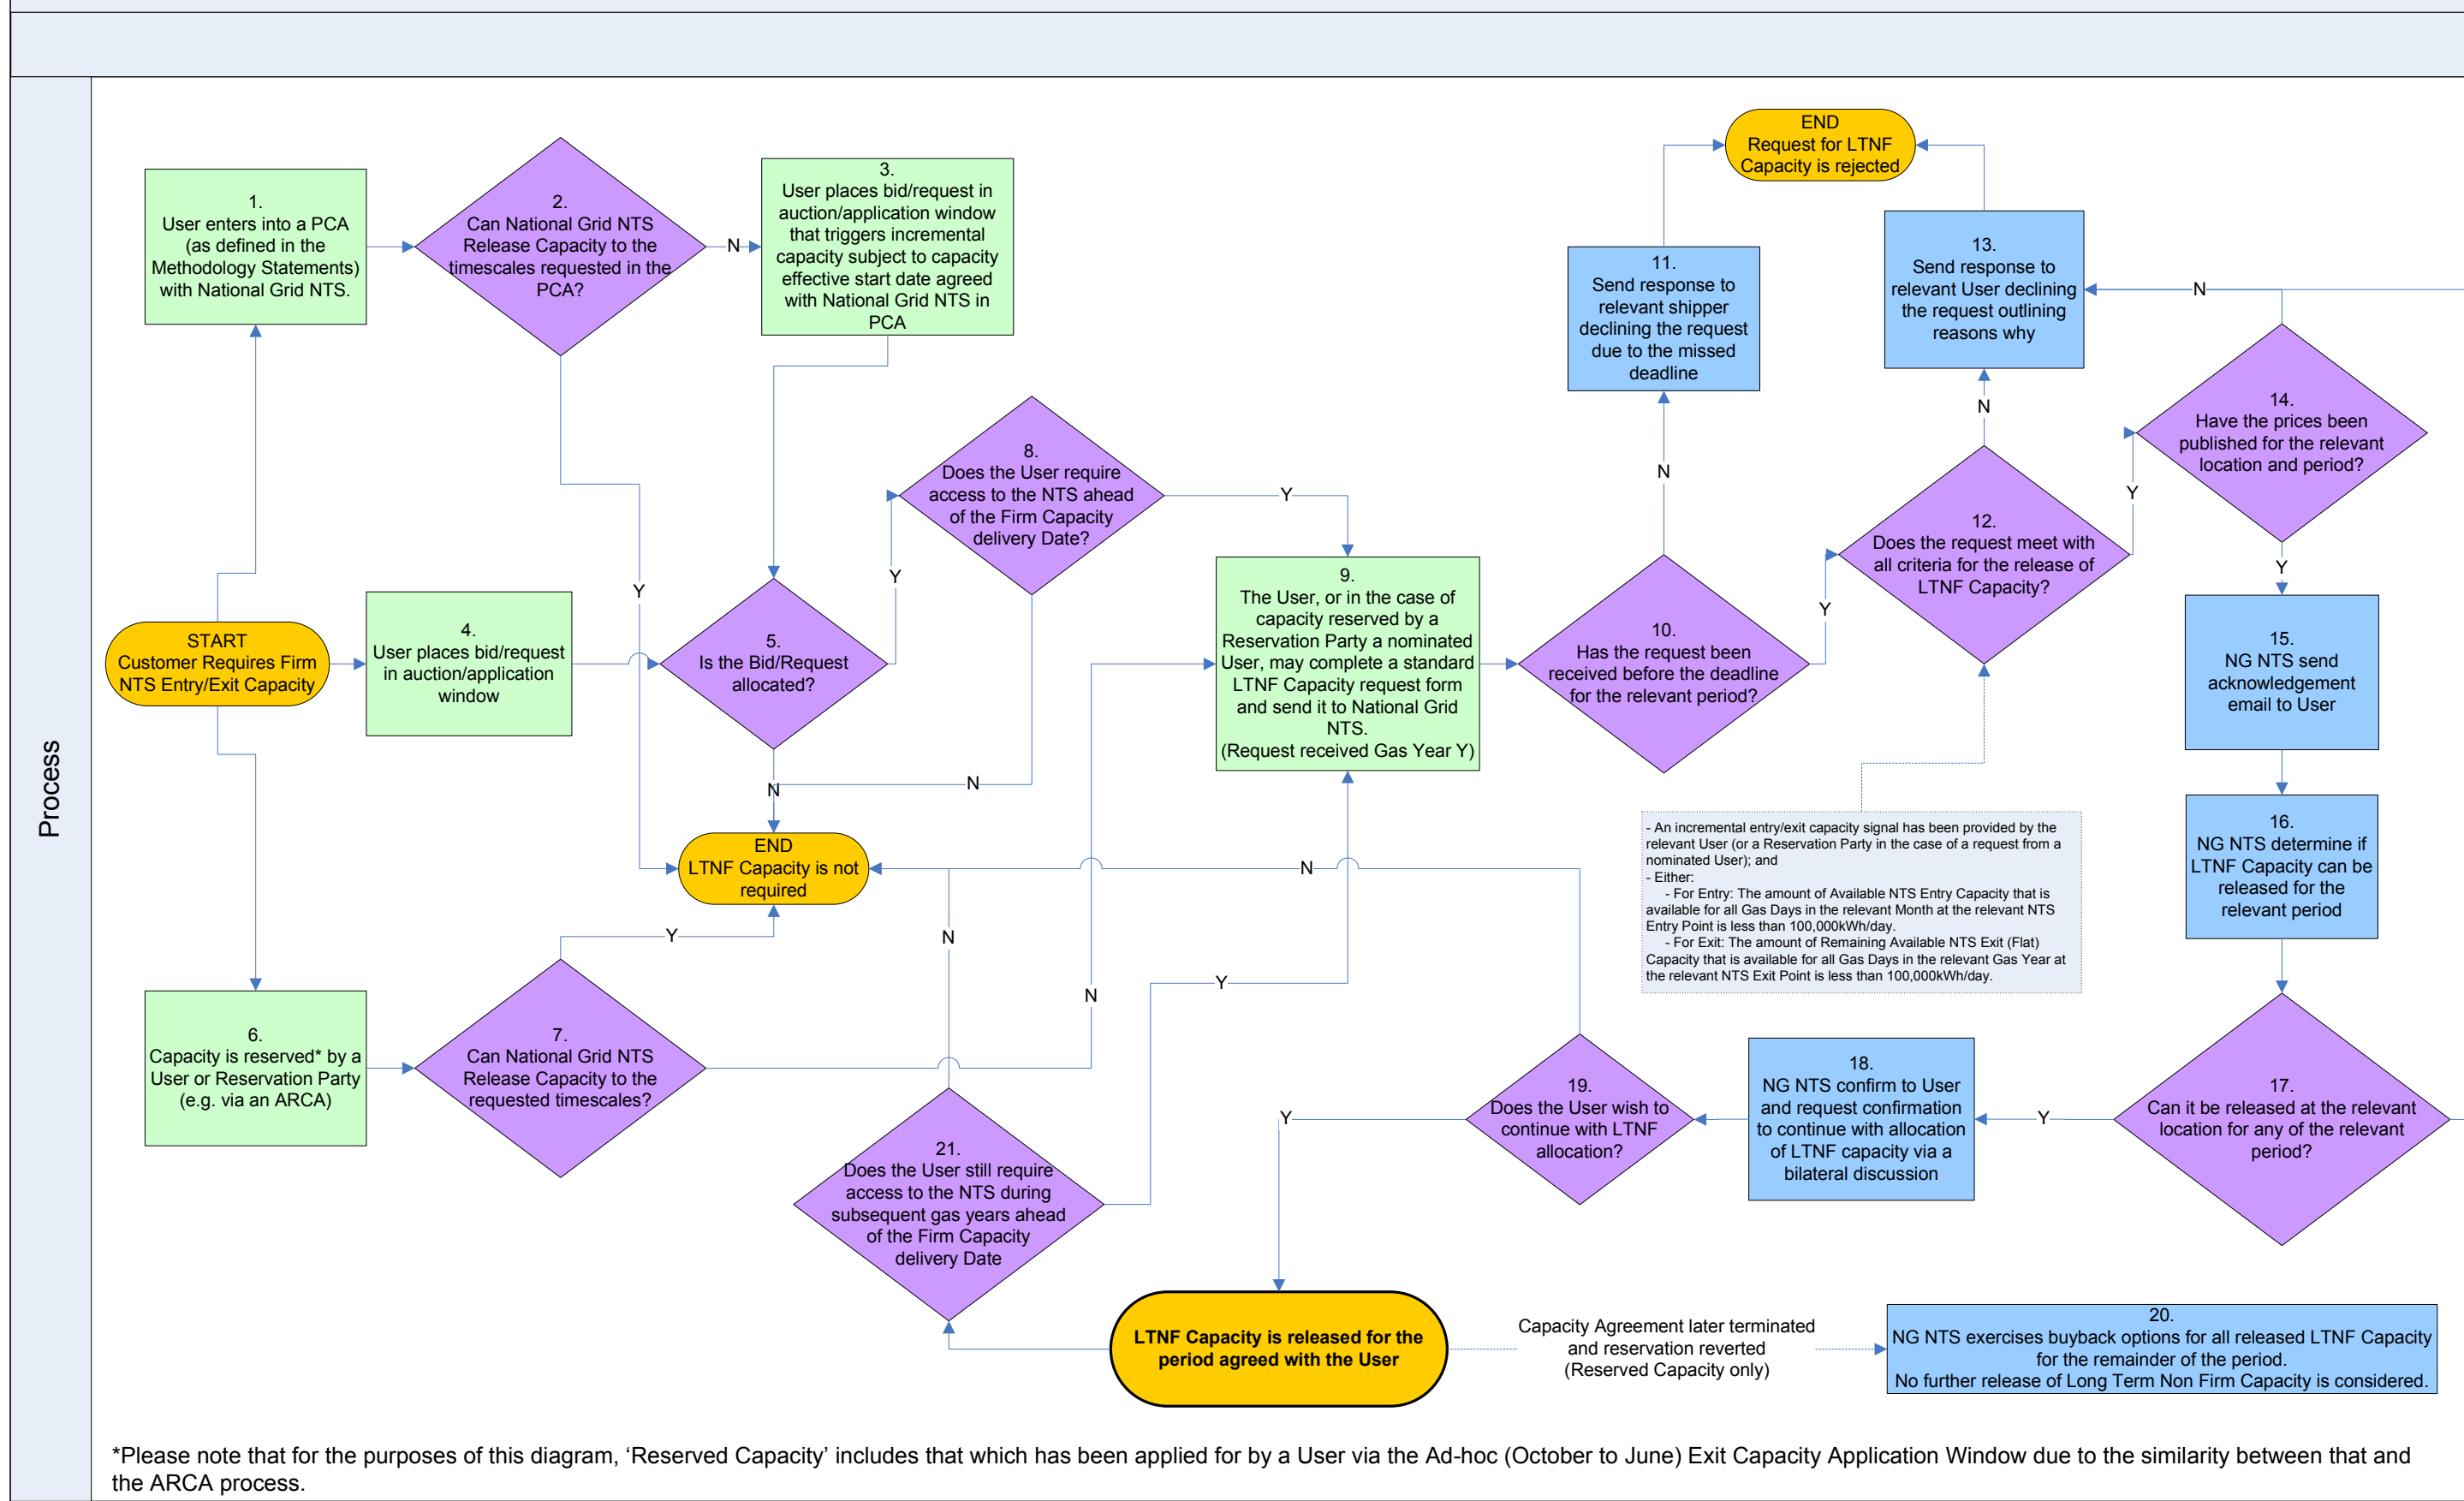 Process
START
Customer Requires Firm
NTS Entry/Exit Capacity
1.
User enters into a PCA
(as defined in the
Methodology Statements)
with National Grid NTS.
2.
Can National Grid NTS
Release Capacity to the
timescales requested in the
PCA?
N
Y
3.
User places bid/request in
auction/application window
that triggers incremental
capacity subject to capacity
effective start date agreed
with National Grid NTS in
PCA
4.
User places bid/request
in auction/application
window
5.
Is the Bid/Request
allocated?
Y
N
6.
Capacity is reserved* by a
User or Reservation Party
(e.g. via an ARCA)
7.
Can National Grid NTS
Release Capacity to the
requested timescales?
Y
N
8.
Does the User require
access to the NTS ahead
of the Firm Capacity
delivery Date?
Y
N
END
LTNF Capacity is not
required
9.
The User, or in the case of
capacity reserved by a
Reservation Party a nominated
User, may complete a standard
LTNF Capacity request form
and send it to National Grid
NTS.
(Request received Gas Year Y)
10.
Has the request been
received before the deadline
for the relevant period?
N
Y
11.
Send response to
relevant shipper
declining the request
due to the missed
deadline
END
Request for LTNF
Capacity is rejected
12.
Does the request meet with
all criteria for the release of
LTNF Capacity?
N
Y
- An incremental entry/exit capacity signal has been provided by the
relevant User (or a Reservation Party in the case of a request from a
nominated User); and
- Either:
- For Entry: The amount of Available NTS Entry Capacity that is
available for all Gas Days in the relevant Month at the relevant NTS
Entry Point is less than 100,000kWh/day.
- For Exit: The amount of Remaining Available NTS Exit (Flat)
Capacity that is available for all Gas Days in the relevant Gas Year at
the relevant NTS Exit Point is less than 100,000kWh/day.
13.
Send response to
relevant User declining
the request outlining
reasons why
14.
Have the prices been
published for the relevant
location and period?
N
Y
15.
NG NTS send
acknowledgement
email to User
16.
NG NTS determine if
LTNF Capacity can be
released for the
relevant period
17.
Can it be released at the relevant
location for any of the relevant
period?
Y
18.
NG NTS confirm to User
and request confirmation
to continue with allocation
of LTNF capacity via a
bilateral discussion
19.
Does the User wish to
continue with LTNF
allocation?
N
Y
LTNF Capacity is released for the
period agreed with the User
Capacity Agreement later terminated
and reservation reverted
(Reserved Capacity only)
20.
NG NTS exercises buyback options for all released LTNF Capacity
for the remainder of the period.
No further release of Long Term Non Firm Capacity is considered.
21.
Does the User still require
access to the NTS during
subsequent gas years ahead
of the Firm Capacity
delivery Date
N
Y
*Please note that for the purposes of this diagram, ‘Reserved Capacity’ includes that which has been applied for by a User via the Ad-hoc (October to June) Exit Capacity Application Window due to the similarity between that and
the ARCA process.